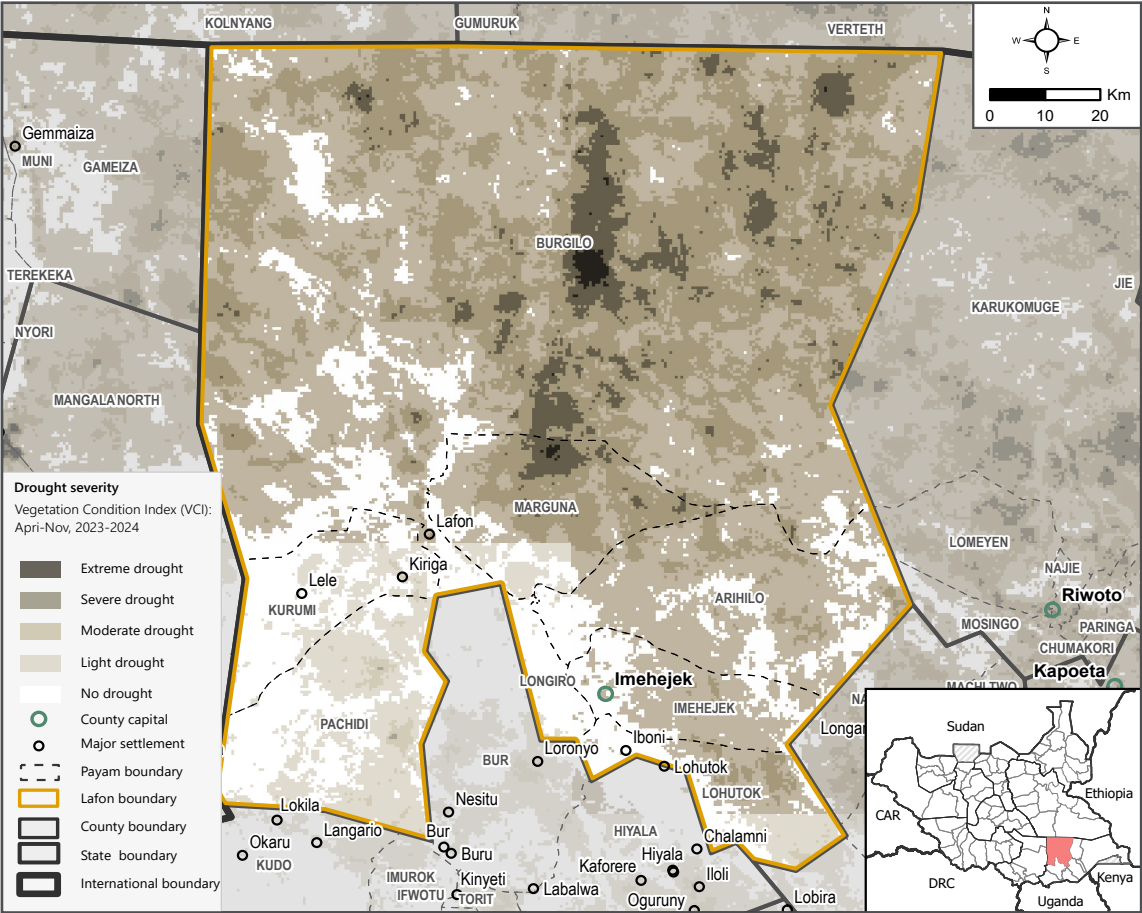 KOLNYANG
GUMURUK
VERTETH
N
W
E
S
Km
0
10
20
Gemmaiza
MUNI
GAMEIZA
BURGILO
TEREKEKA
JIE
KARUKOMUGE
NYORI
MANGALA NORTH
Drought severity
Vegetation Condition Index (VCI):
Apri-Nov, 2023-2024
Extreme drought
Severe drought
Moderate drought
Light drought
No drought
County capital
Major settlement
Payam boundary
Lafon boundary
County boundary
State boundary
International boundary
MARGUNA
Lafon
LOMEYEN
Kiriga
NAJIE
Lele
KURUMI
ARIHILO
Riwoto
MOSINGO
PARINGA
CHUMAKORI
Kapoeta
LONGIRO
Imehejek
MACHI TWO
NA
IMEHEJEK
PACHIDI
Longar
Iboni
Loronyo
BUR
Lohutok
LOHUTOK
Nesitu
Lokila
Langario
Okaru
KUDO
Bur
Buru
HIYALA
Chalamni
Hiyala
Kaforere
Iloli
IMUROK
Kinyeti
IFWOTU
TORIT
Labalwa
Oguruny
Lobira
Sudan
Ethiopia
CAR
DRC
Kenya
Uganda